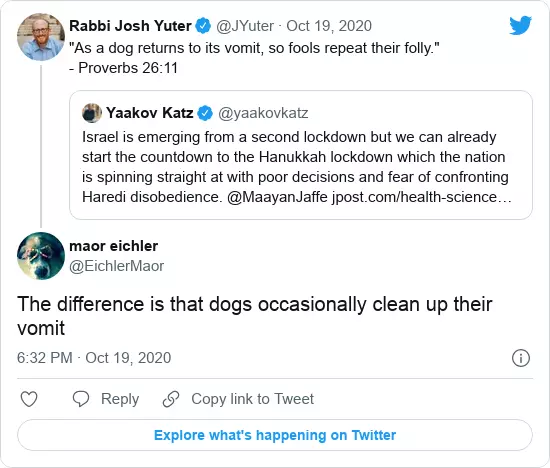 Rabbi Josh Yuter @JYuter · Oct 19, 2020
"As a dog returns to its vomit, so fools repeat their folly."
- Proverbs 26:11
Yaakov Katz @yaakovkatz
Israel is emerging from a second lockdown but we can already
start the countdown to the Hanukkah lockdown which the nation
is spinning straight at with poor decisions and fear of confronting
Haredi disobedience. @MaayanJaffe jpost.com/health-science…
maor eichler
@EichlerMaor
The difference is that dogs occasionally clean up their
vomit
6:32 PM · Oct 19, 2020
Reply Copy link to Tweet
Explore what's happening on Twitter